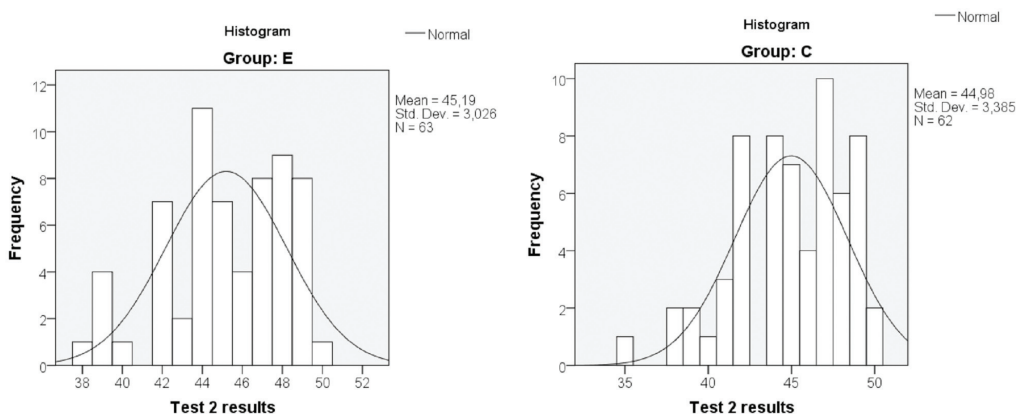 Histogram
Normal
Group: E
Mean = 45,19
Std. Dev. = 3,026
N = 63
Frequency
12
10
8
6
4
2
0
38 40 42 44 46 48 50 52
Test 2 results
Histogram
Normal
Group: C
Mean = 44,98
Std. Dev. = 3,385
N = 62
Frequency
10
8
6
4
2
0
35 40 45 50
Test 2 results